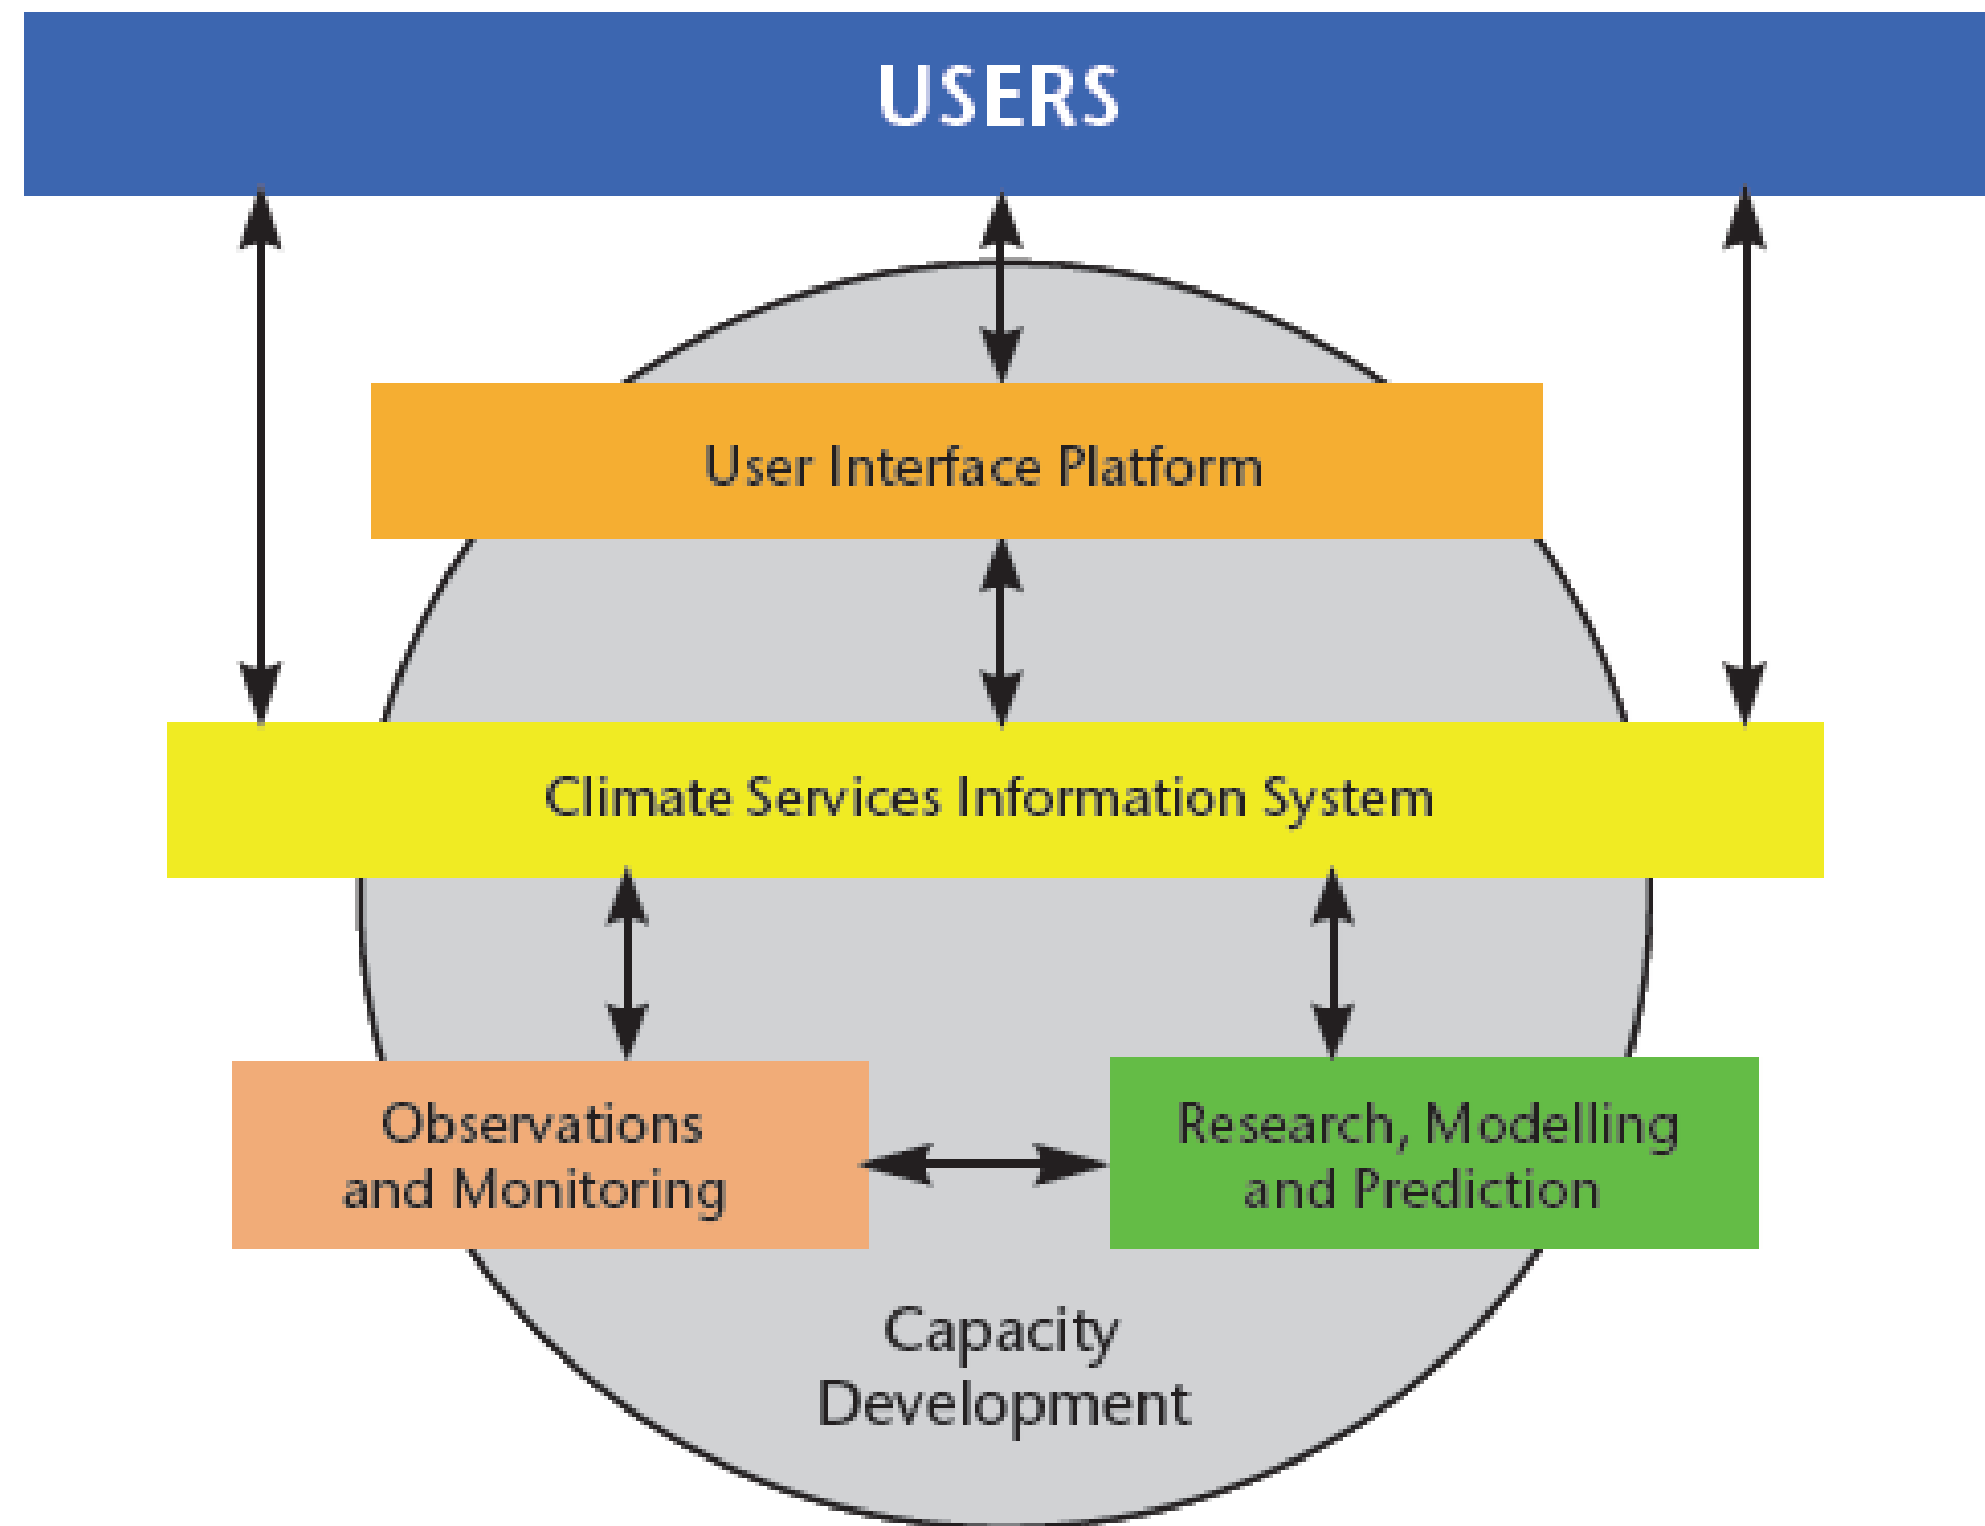 USERS
User Interface Platform
Climate Services Information System
Observations
and Monitoring
Research, Modelling
and Prediction
Capacity
Development